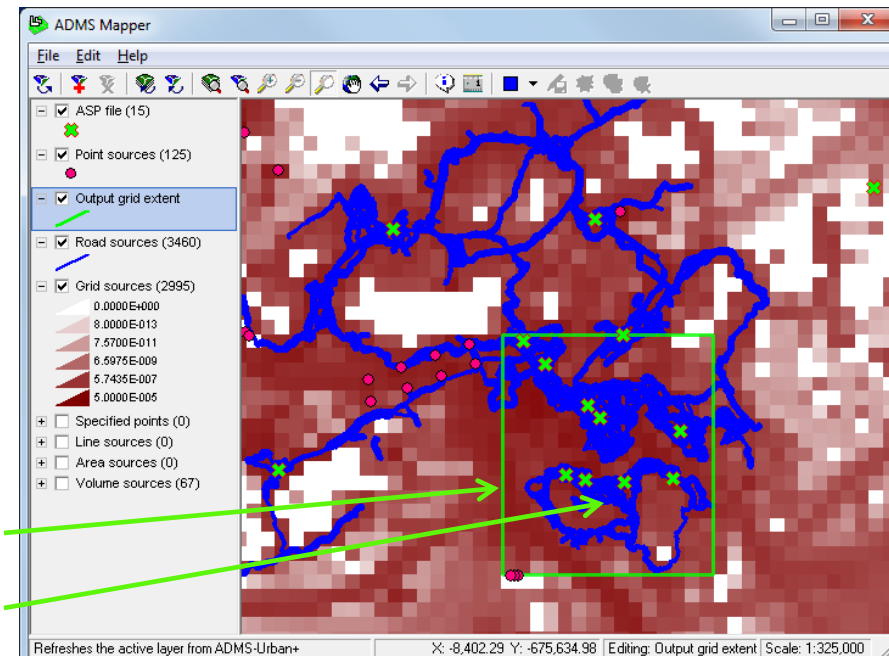 ADMS Mapper
File Edit Help
ASP file (15)
Point sources (125)
Output grid extent
Road sources (3460)
Grid sources (2995)
0.0000E+000
8.0000E-013
7.5700E-011
6.5975E-009
5.7435E-007
5.0000E-005
Specified points (0)
Line sources (0)
Area sources (0)
Volume sources (67)
Refreshes the active layer from ADMS-Urban+ X: -8,402.29 Y: -675,634.98 Editing: Output grid extent Scale: 1:325,000